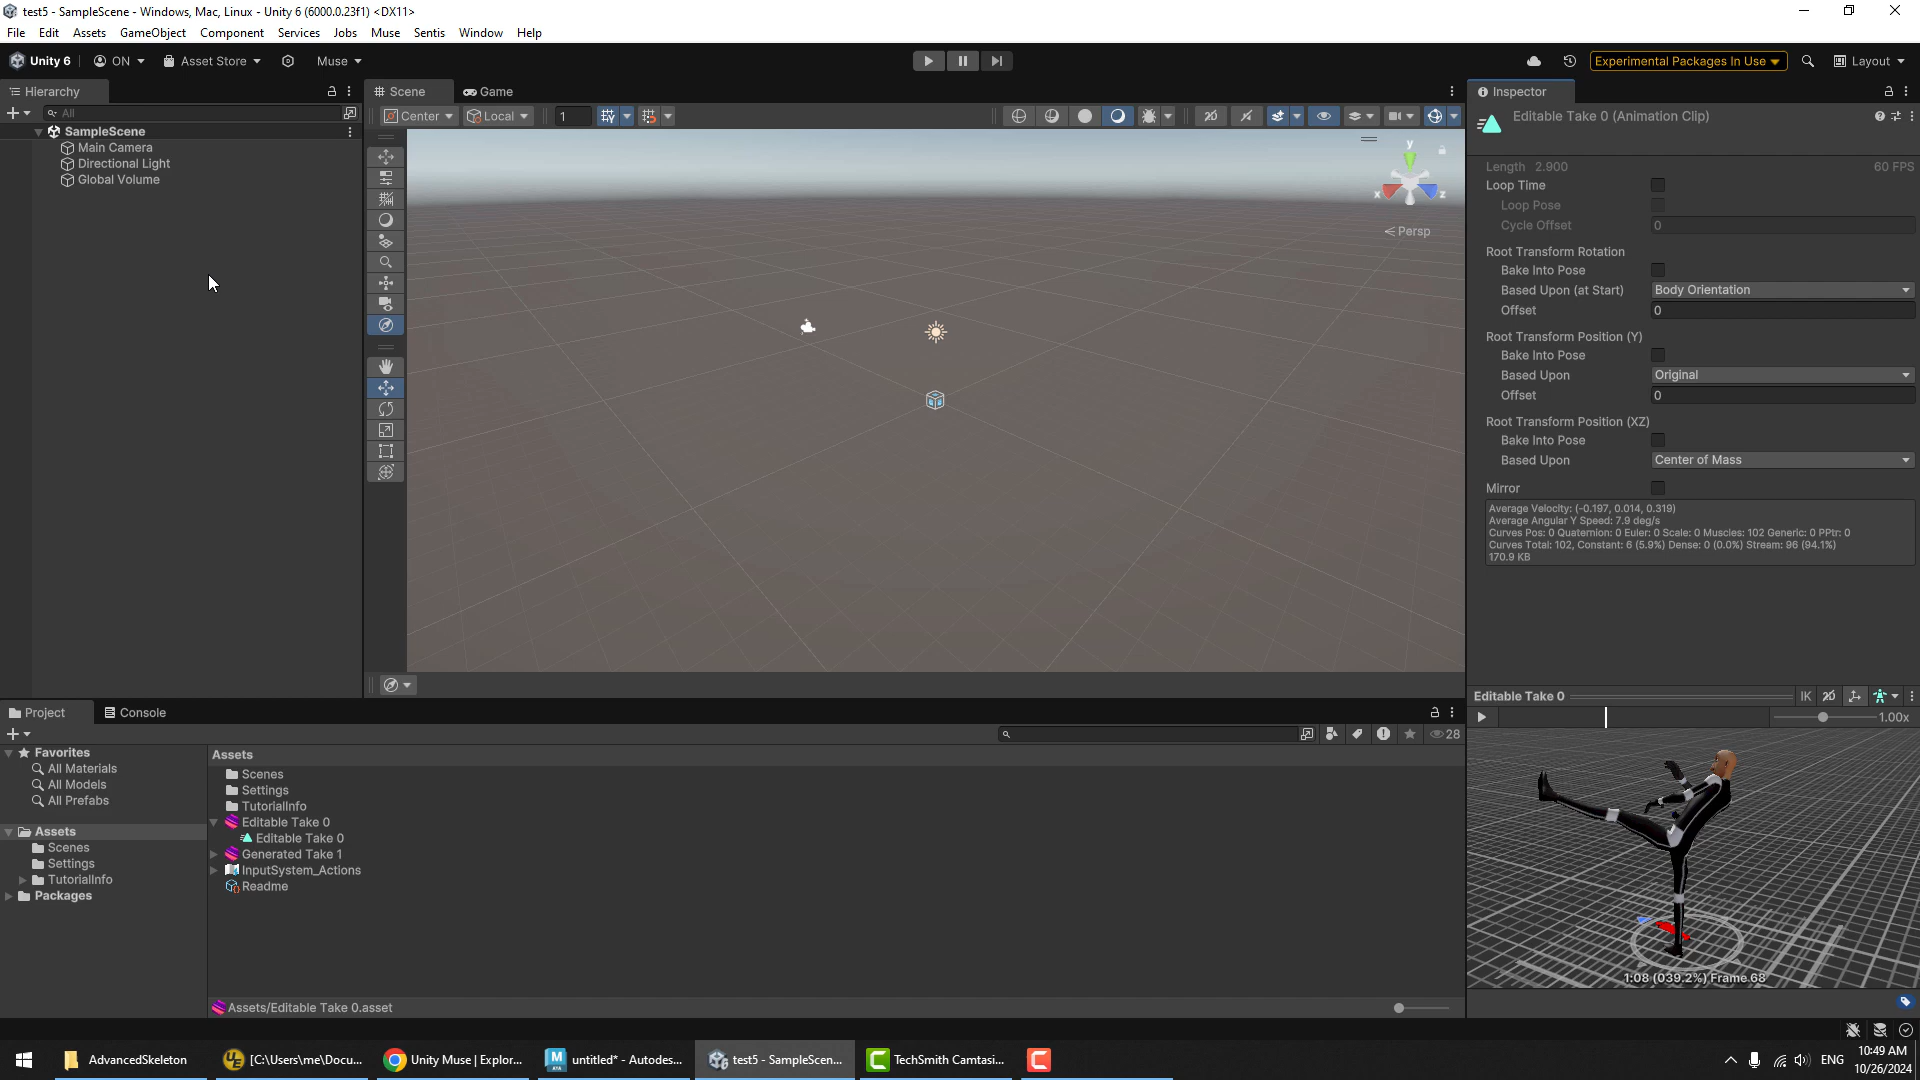 test5 - SampleScene - Windows, Mac, Linux - Unity 6 (6000.0.23f1) <DX11>
File Edit Assets GameObject Component Services Jobs Muse Sentis Window Help
Unity 6 ON Asset Store Muse Experimental Packages In Use Layout
Hierarchy
All
SampleScene
Main Camera
Directional Light
Global Volume
Scene Game
Center Local 1 2D
y
x z
Persp
Inspector
Editable Take 0 (Animation Clip)
Length 2.900 60 FPS
Loop Time
Loop Pose
Cycle Offset 0
Root Transform Rotation
Bake Into Pose
Based Upon (at Start) Body Orientation
Offset 0
Root Transform Position (Y)
Bake Into Pose
Based Upon Original
Offset 0
Root Transform Position (XZ)
Bake Into Pose
Based Upon Center of Mass
Mirror
Average Velocity: (-0.197, 0.014, 0.319)
Average Angular Y Speed: 7.9 deg/s
Curves Pos: 0 Quaternion: 0 Euler: 0 Scale: 0 Muscles: 102 Generic: 0 PPtr: 0
Curves Total: 102, Constant: 6 (5.9%) Dense: 0 (0.0%) Stream: 96 (94.1%)
170.9 KB
Editable Take 0 IK 2D
1.00x
1:08 (039.2%) Frame 68
Project Console
28
Favorites
All Materials
All Models
All Prefabs
Assets
Scenes
Settings
TutorialInfo
Packages
Assets
Scenes
Settings
TutorialInfo
Editable Take 0
Editable Take 0
Generated Take 1
InputSystem_Actions
Readme
Assets/Editable Take 0.asset
AdvancedSkeleton
[C:\Users\me\Docu...
Unity Muse | Explor...
untitled* - Autodes...
test5 - SampleScen...
TechSmith Camtasi...
ENG
10:49 AM
10/26/2024